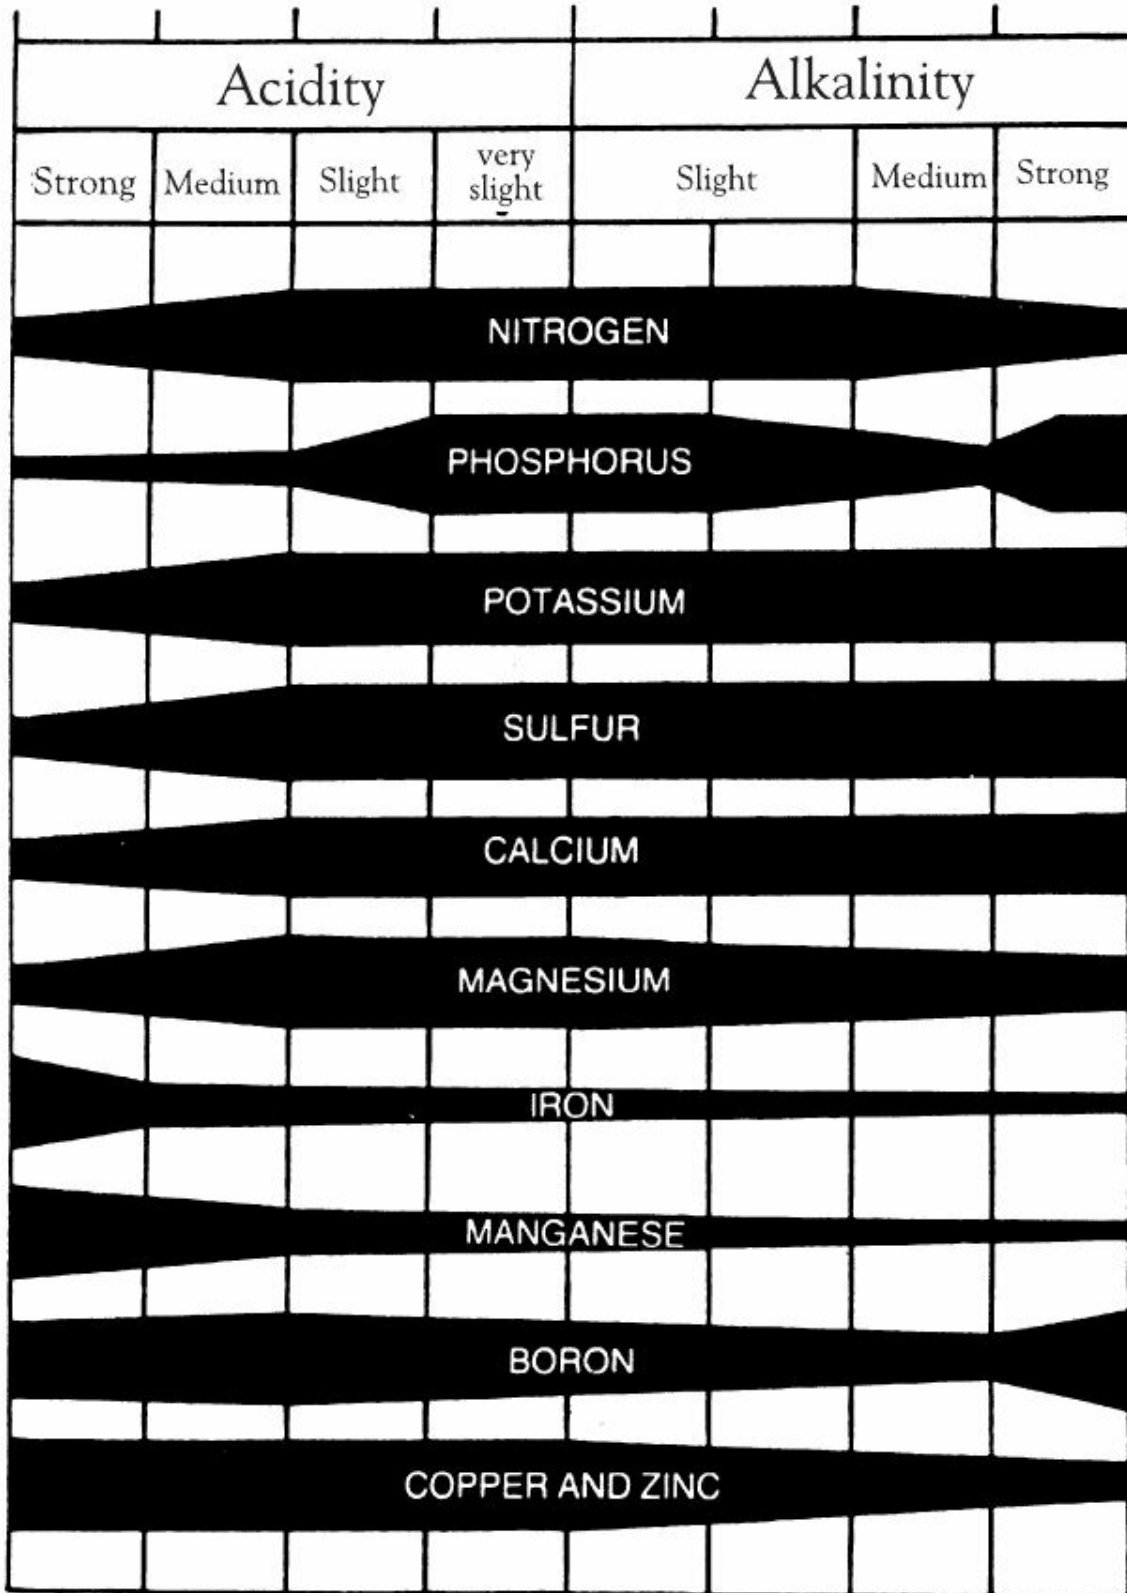 Acidity
Alkalinity
Strong
Medium
Slight
very
slight
Slight
Medium
Strong
NITROGEN
PHOSPHORUS
POTASSIUM
SULFUR
CALCIUM
MAGNESIUM
IRON
MANGANESE
BORON
COPPER AND ZINC